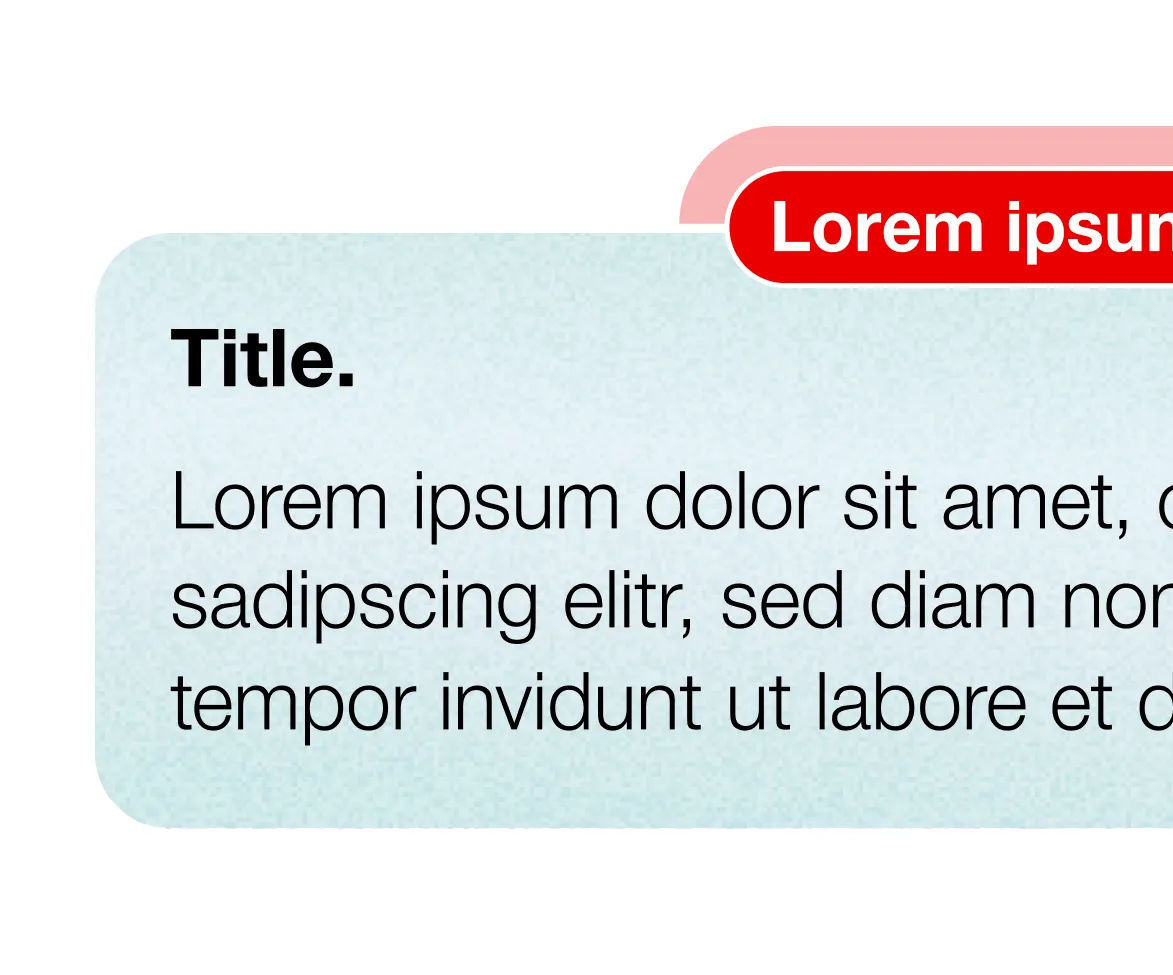 Lorem ipsum
Title.
Lorem ipsum dolor sit amet,
sadipscing elitr, sed diam
tempor invidunt ut labore et